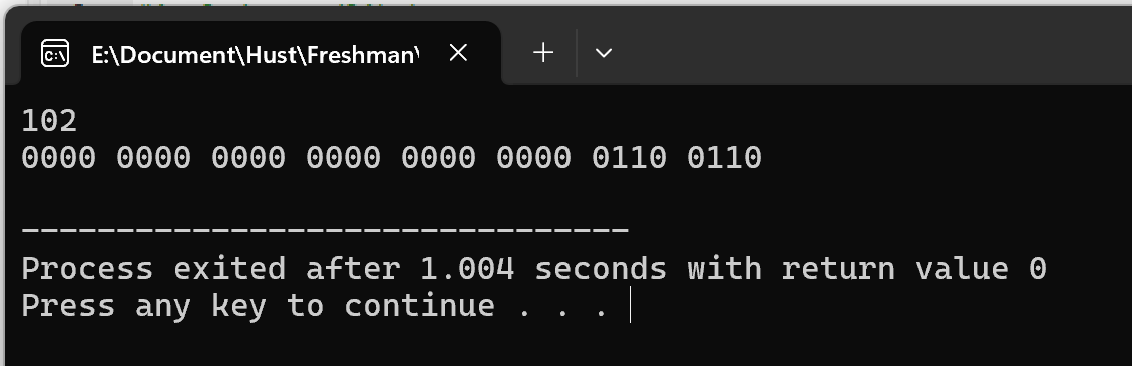 E:\Document\Hust\Freshman\
102
0000 0000 0000 0000 0000 0000 0110 0110
--------------------------------
Process exited after 1.004 seconds with return value 0
Press any key to continue . . .